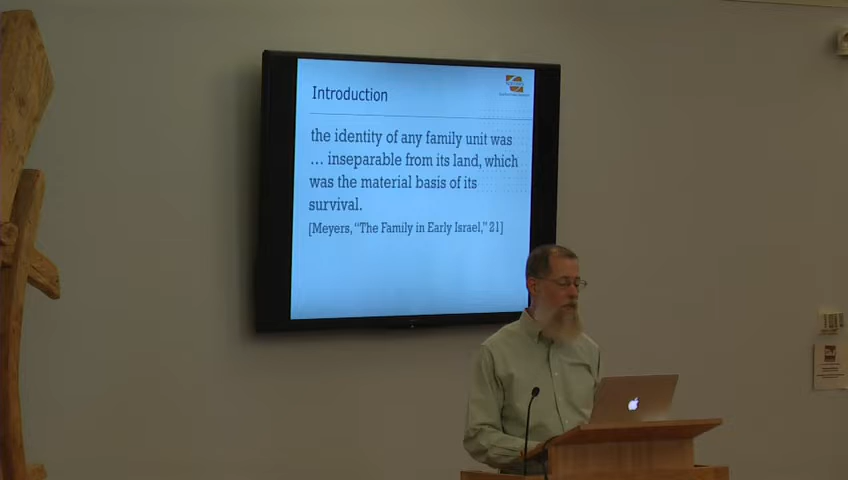 Introduction
the identity of any family unit was
... inseparable from its land, which
was the material basis of its
survival.
[Meyers, “The Family in Early Israel,” 21]